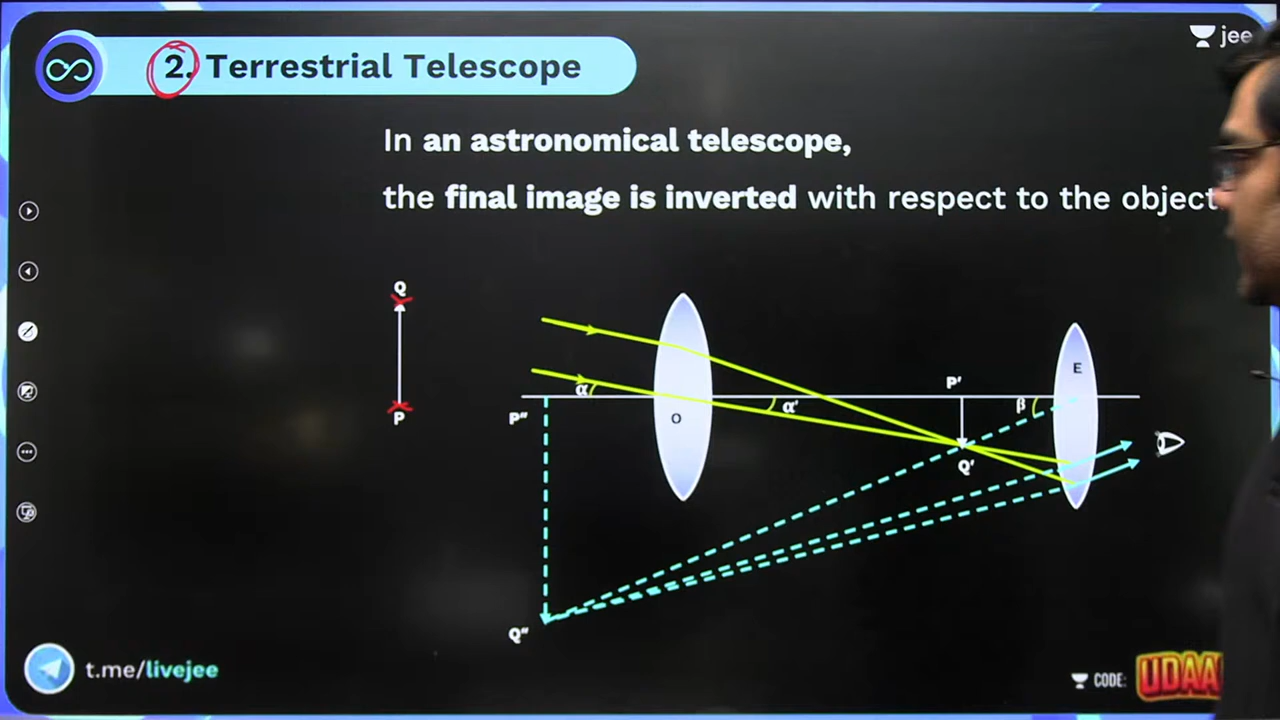 jee
2. Terrestrial Telescope
In an astronomical telescope,
the final image is inverted with respect to the object
Q
P
α
O
α'
P'
Q'
β
E
P"
Q"
t.me/livejee
CODE:
UDAA